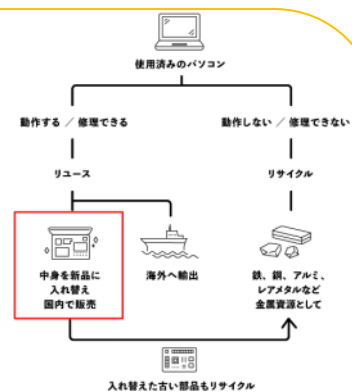 使用済みのパソコン
動作する / 修理できる
動作しない / 修理できない
リユース
リサイクル
中身を新品に
入れ替え
国内で販売
海外へ輸出
鉄、銅、アルミ、
レアメタルなど
金属資源として
入れ替えた古い部品もリサイクル